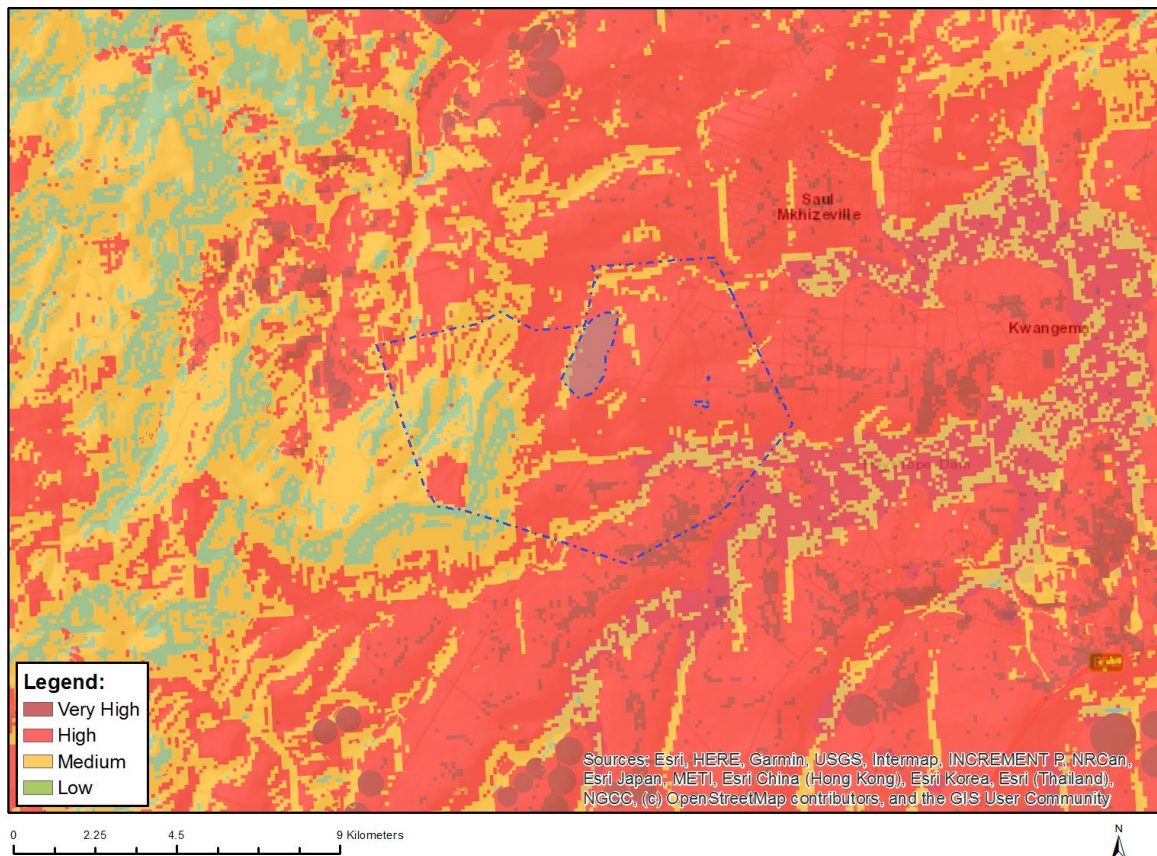 Saul
Mkhizeville
Kwangema
Legend:
Very High
High
Medium
Low
Sources: Esri, HERE, Garmin, USGS, Intermap, INCREMENT P, NRCan,
Esri Japan, METI, Esri China (Hong Kong), Esri Korea, Esri (Thailand),
NGCC, (c) OpenStreetMap contributors, and the GIS User Community
0 2.25 4.5 9 Kilometers
N